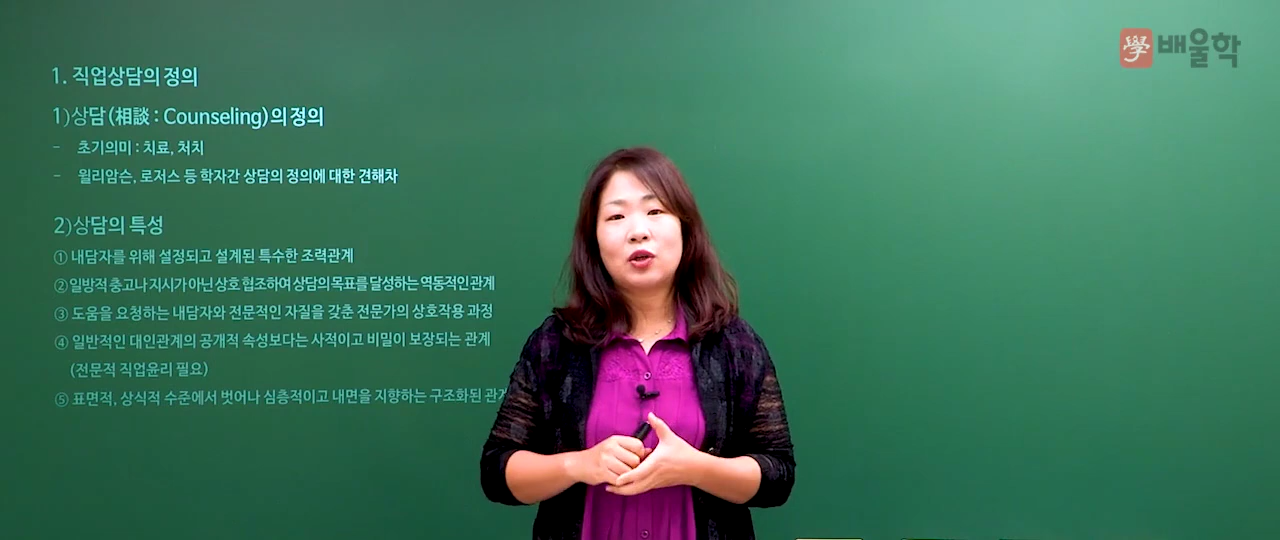 學 배울학
1. 직업상담의 정의
1)상담(相談 : Counseling)의 정의
- 초기의미 : 치료, 처치
- 윌리암슨, 로저스 등 학자간 상담의 정의에 대한 견해차
2)상담의 특성
① 내담자를 위해 설정되고 설계된 특수한 조력관계
② 일방적 충고나 지시가 아닌 상호 협조하여 상담의 목표를 달성하는 역동적인 관계
③ 도움을 요청하는 내담자와 전문적인 자질을 갖춘 전문가의 상호작용 과정
④ 일반적인 대인관계의 공개적 속성보다는 사적이고 비밀이 보장되는 관계
(전문적 직업윤리 필요)
⑤ 표면적, 상식적 수준에서 벗어나 심층적이고 내면을 지향하는 구조화된